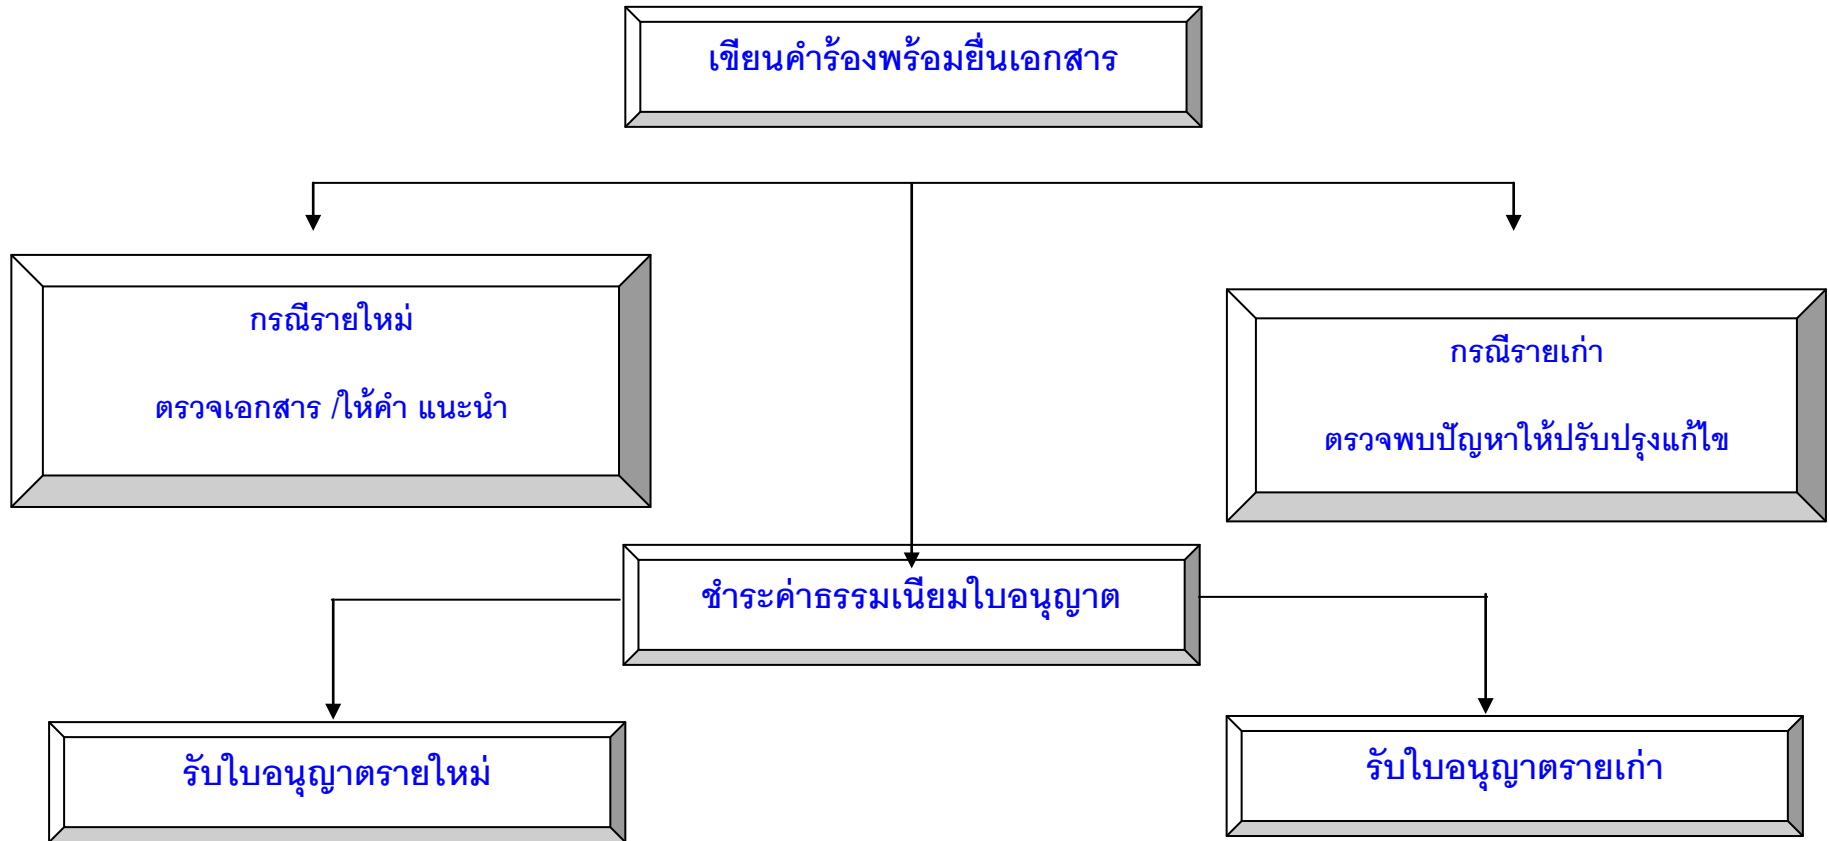 เขียนคำร้องพร้อมยื่นเอกสาร
กรณีรายใหม่
ตรวจเอกสาร /ให้คำ แนะนำ
กรณีรายเก่า
ตรวจพบปัญหาให้ปรับปรุงแก้ไข
ชำระค่าธรรมเนียมใบอนุญาต
รับใบอนุญาตรายใหม่
รับใบอนุญาตรายเก่า